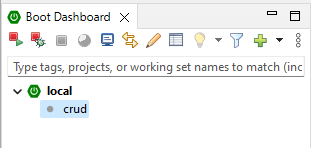 Boot Dashboard
Type tags, projects, or working set names to match (inc
local
crud